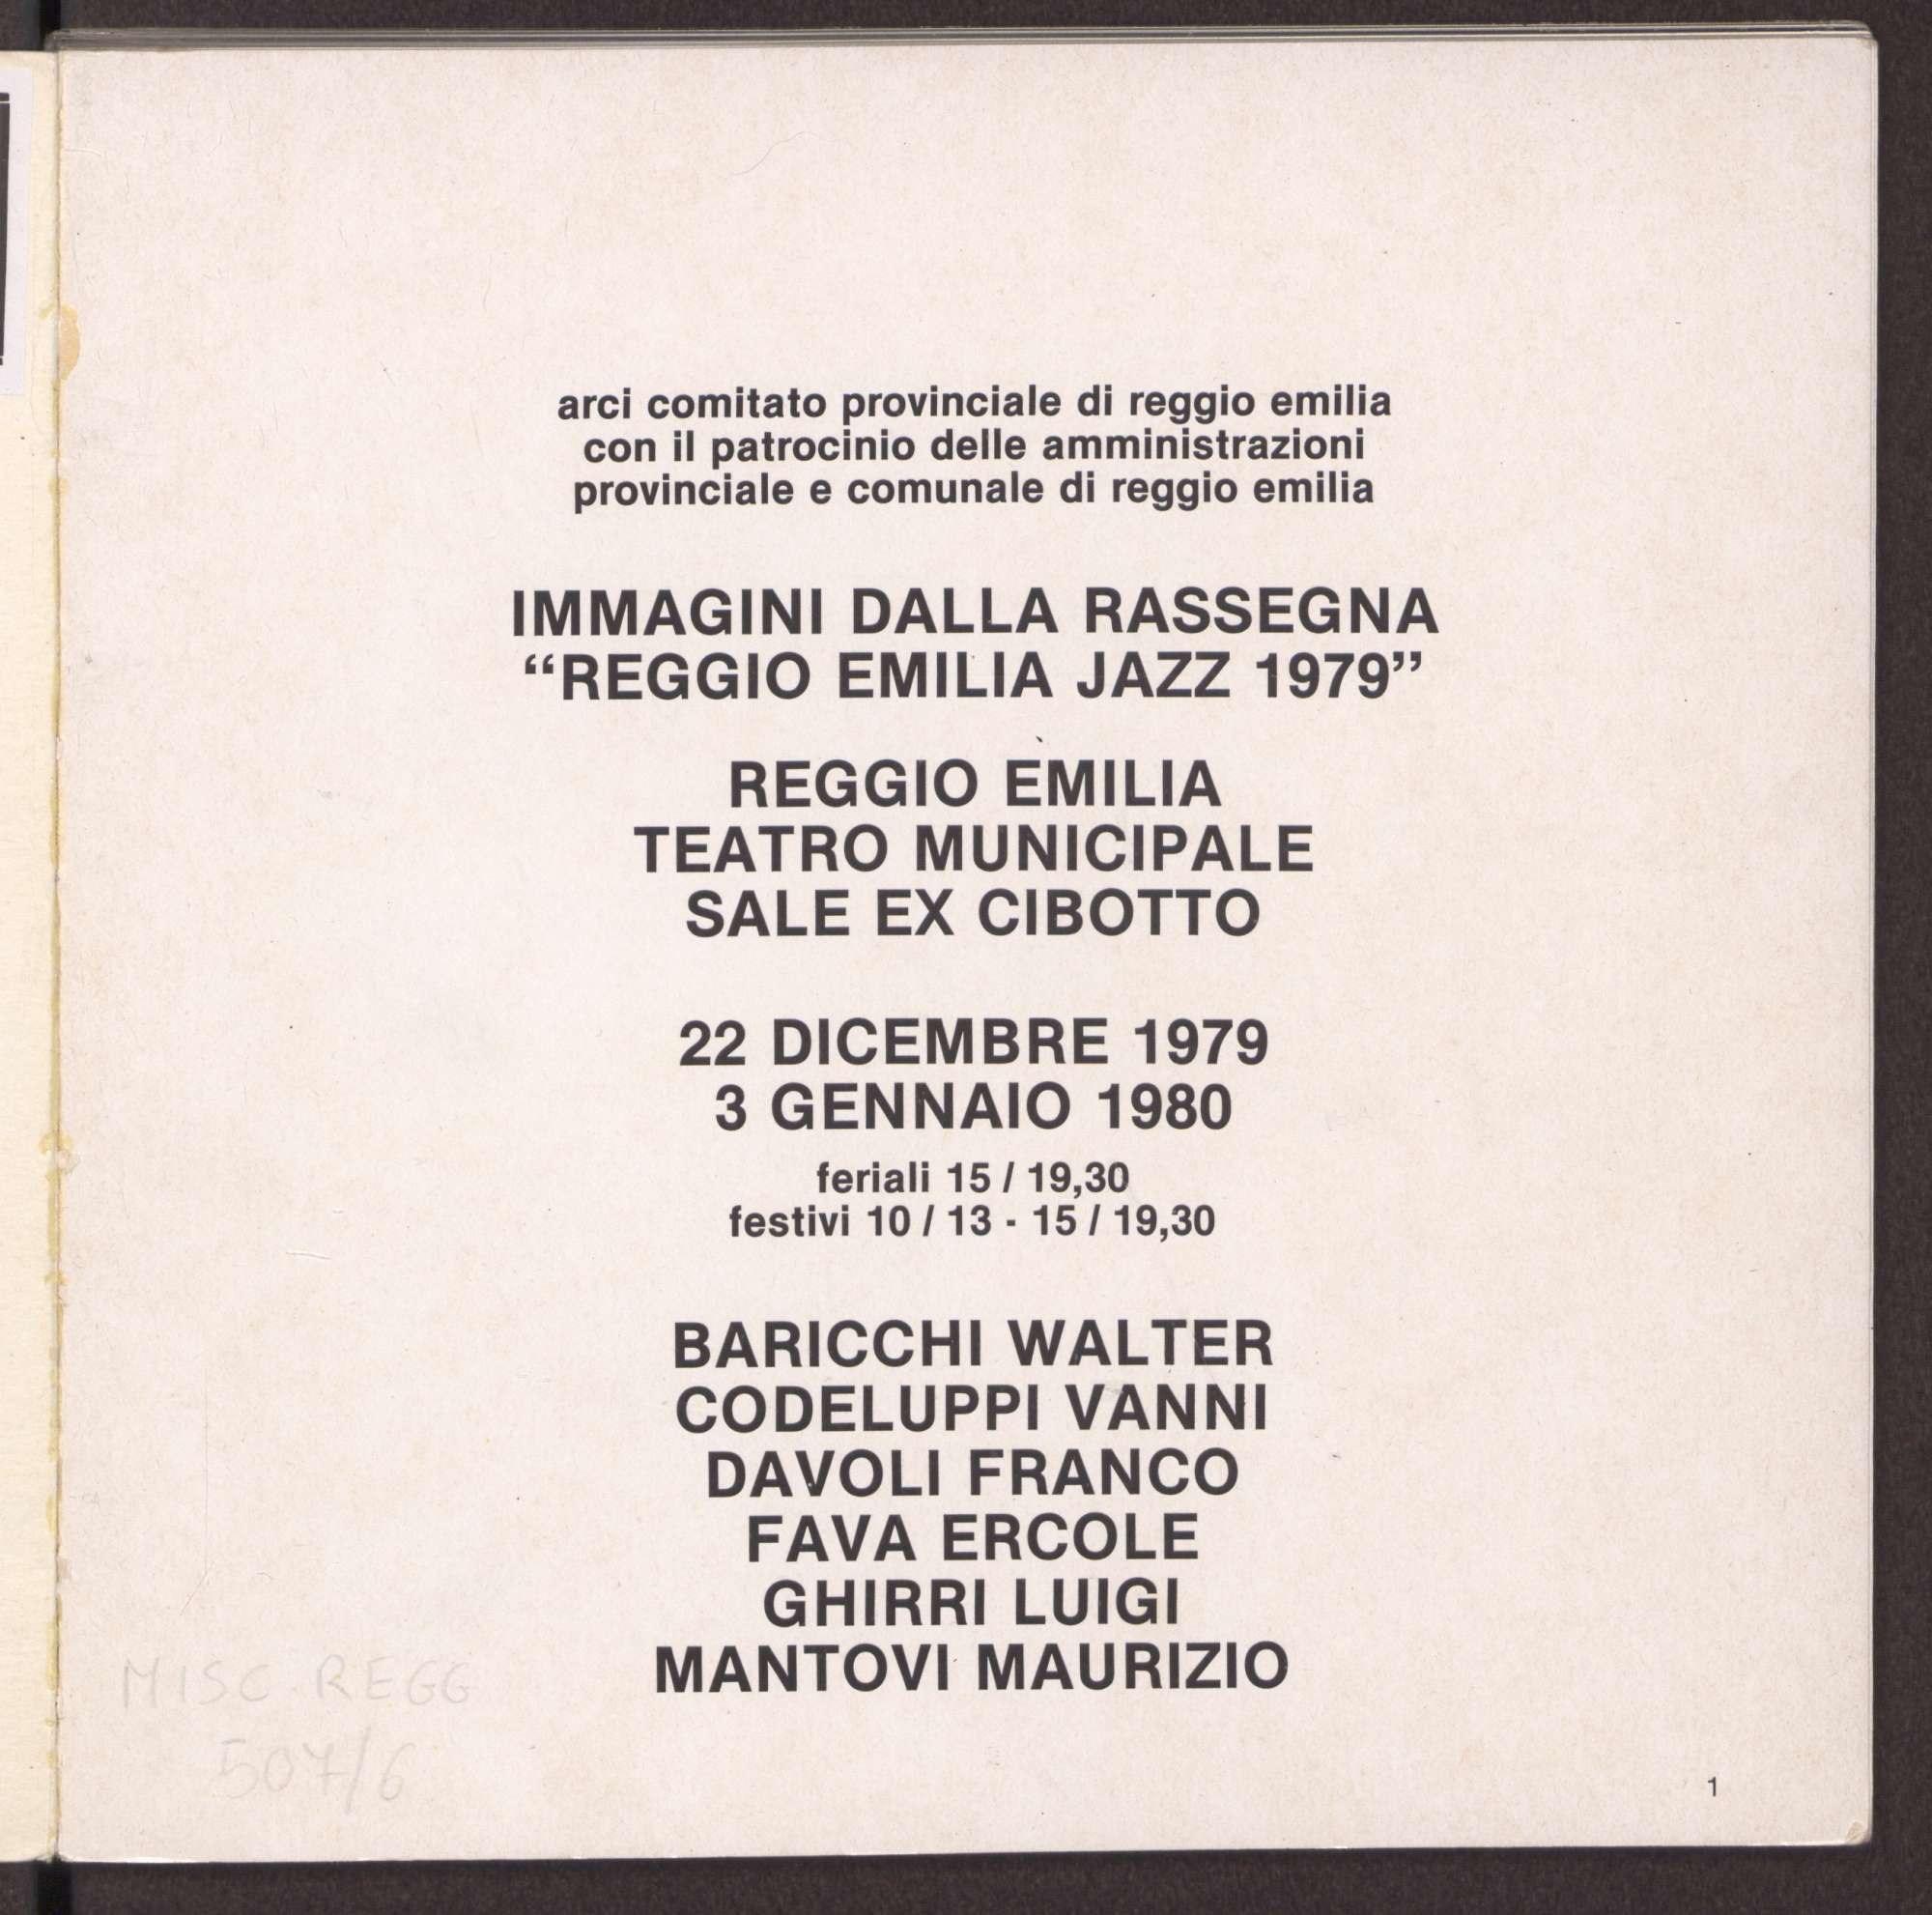 arci comitato provinciale di reggio emilia
con il patrocinio delle amministrazioni
provinciale e comunale di reggio emilia
IMMAGINI DALLA RASSEGNA
“REGGIO EMILIA JAZZ 1979”
REGGIO EMILIA
TEATRO MUNICIPALE
SALE EX CIBOTTO
22 DICEMBRE 1979
3 GENNAIO 1980
feriali 15 / 19,30
festivi 10 / 13 - 15 / 19,30
BARICCHI WALTER
CODELUPPI VANNI
DAVOLI FRANCO
FAVA ERCOLE
GHIRRI LUIGI
MANTOVI MAURIZIO
MISC. REGG
507/6
1